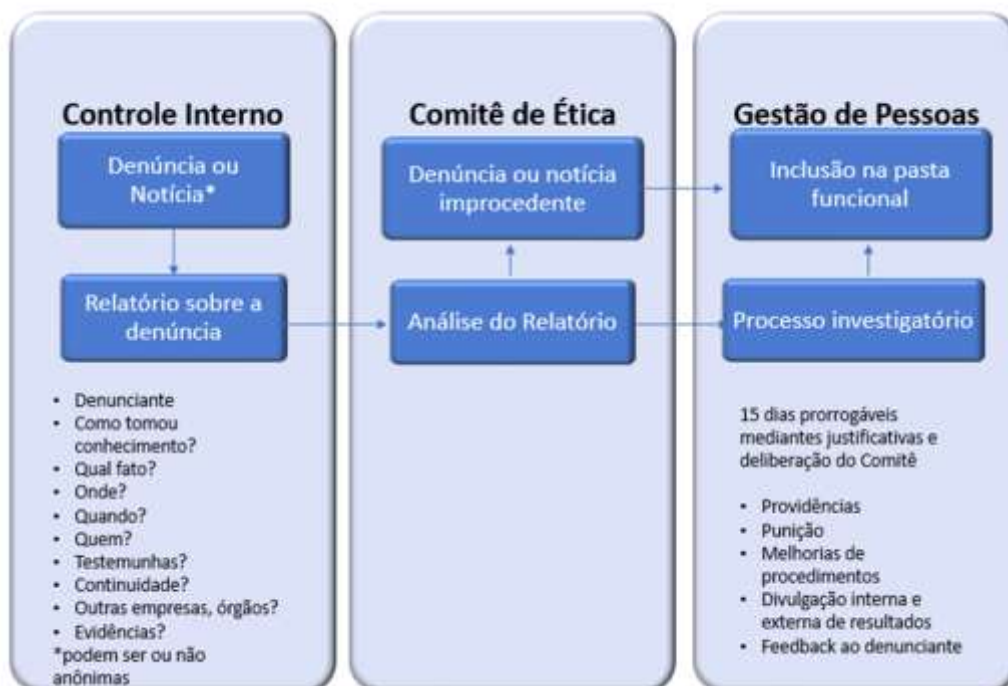 Controle Interno
Denúncia ou
Notícia*
Relatório sobre a
denúncia
• Denunciante
• Como tomou
conhecimento?
• Qual fato?
• Onde?
• Quando?
• Quem?
• Testemunhas?
• Continuidade?
• Outras empresas, órgãos?
• Evidências?
*podem ser ou não
anônimas
Comitê de Ética
Denúncia ou notícia
improcedente
Análise do Relatório
Gestão de Pessoas
Inclusão na pasta
funcional
Processo investigatório
15 dias prorrogáveis
mediantes justificativas e
deliberação do Comitê
• Providências
• Punição
• Melhorias de
procedimentos
• Divulgação interna e
externa de resultados
• Feedback ao denunciante